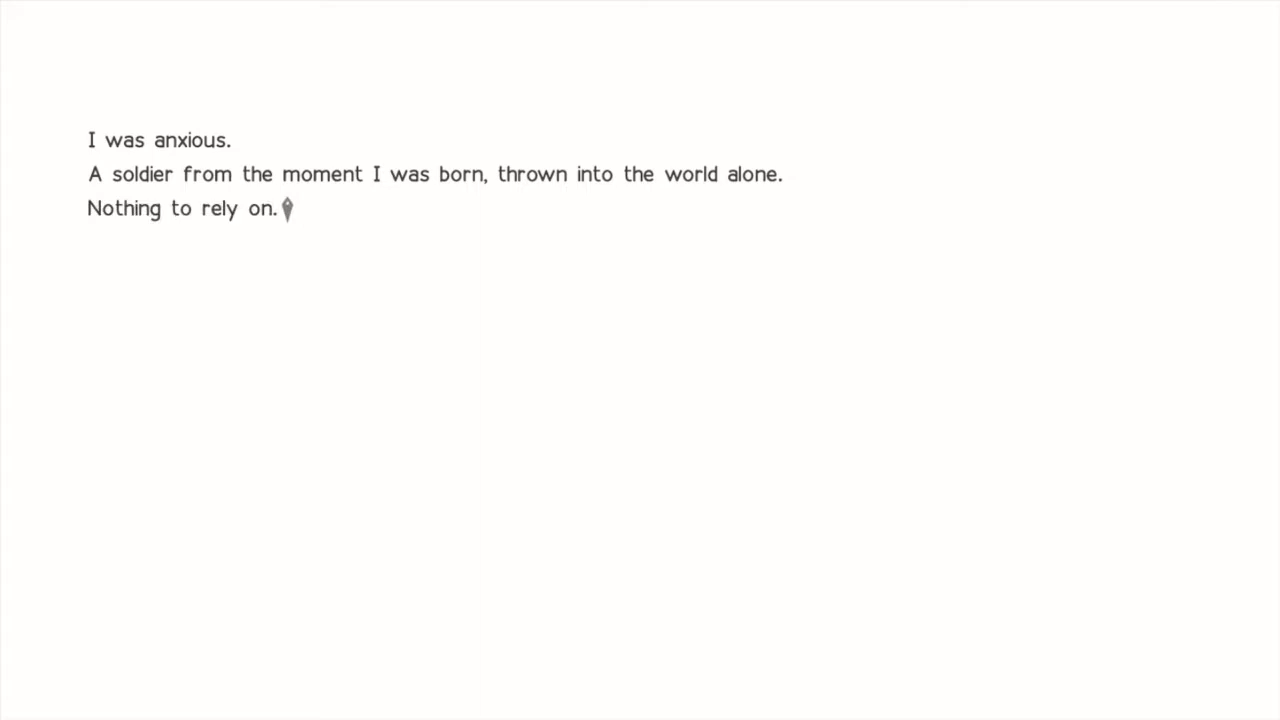 I was anxious.
A soldier from the moment I was born, thrown into the world alone.
Nothing to rely on.